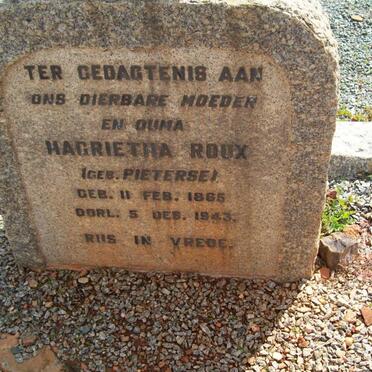 TER GEDAGTENIS AAN
ONS DIERBARE MOEDER
EN OUMA
MAGRIETHA ROUX
(GEB. PIETERSE).
GEB. 11 FEB. 1865
OORL. 5 DES. 1943.
RUS IN VREDE.